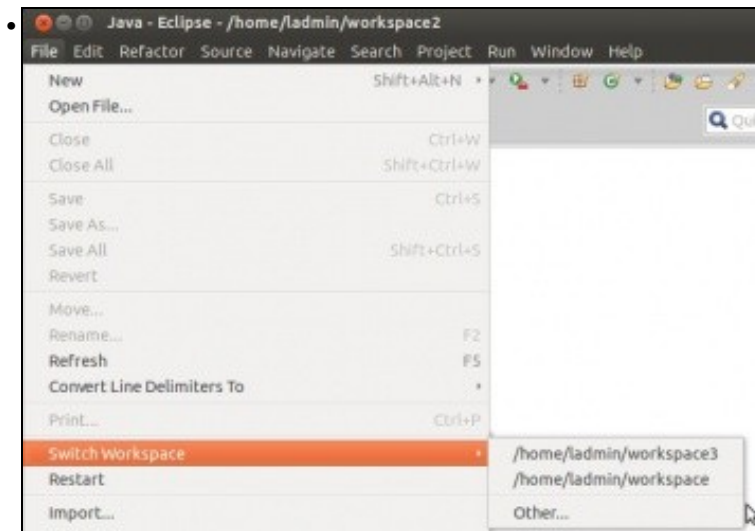 Java - Eclipse - /home/ladmin/workspace2
File Edit Refactor Source Navigate Search Project Run Window Help
New Shift+Alt+N
Open File...
Close Ctrl+W
Close All Shift+Ctrl+W
Save Ctrl+S
Save As...
Save All Shift+Ctrl+S
Revert
Move...
Rename... F2
Refresh F5
Convert Line Delimiters To
Print... Ctrl+P
Switch Workspace
/home/ladmin/workspace3
Restart
/home/ladmin/workspace
Import...
Other...